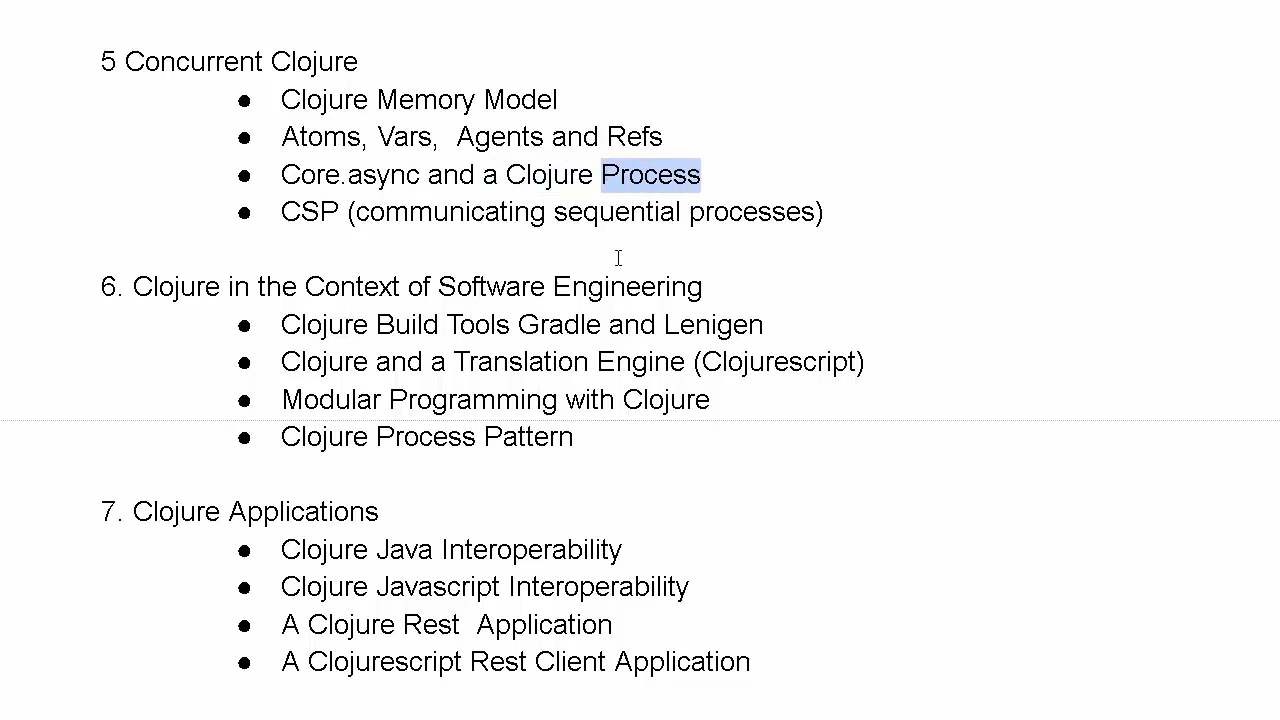 5 Concurrent Clojure
● Clojure Memory Model
● Atoms, Vars,  Agents and Refs
● Core.async and a Clojure Process
● CSP (communicating sequential processes)
6. Clojure in the Context of Software Engineering
● Clojure Build Tools Gradle and Lenigen
● Clojure and a Translation Engine (Clojurescript)
● Modular Programming with Clojure
● Clojure Process Pattern
7. Clojure Applications
● Clojure Java Interoperability
● Clojure Javascript Interoperability
● A Clojure Rest  Application
● A Clojurescript Rest Client Application